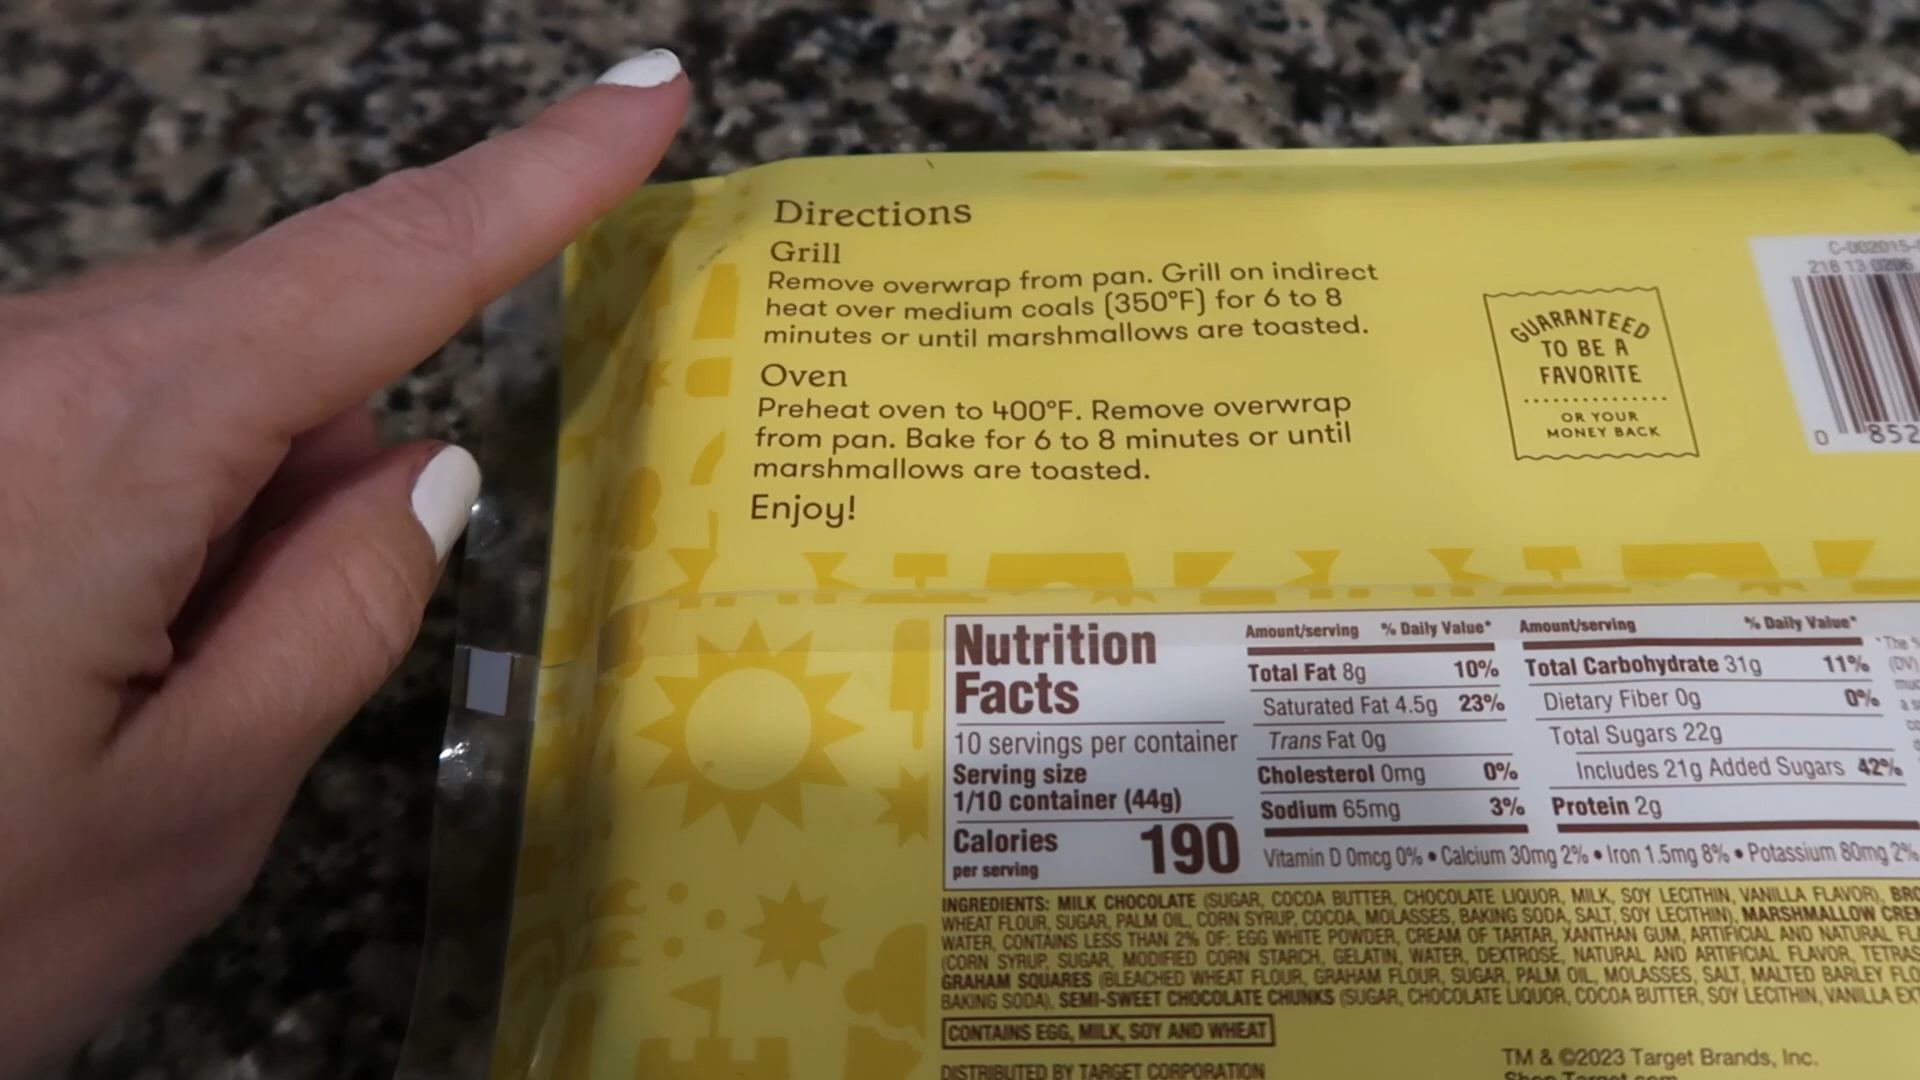 Directions
Grill
Remove overwrap from pan. Grill on indirect
heat over medium coals (350°F) for 6 to 8
minutes or until marshmallows are toasted.
Oven
Preheat oven to 400°F. Remove overwrap
from pan. Bake for 6 to 8 minutes or until
marshmallows are toasted.
Enjoy!
GUARANTEED
TO BE A
FAVORITE
OR YOUR
MONEY BACK
218 13 0206
0 852
Nutrition
Facts
10 servings per container
Serving size
1/10 container (44g)
Calories 190
per serving
Amount/serving % Daily Value*
Total Fat 8g 10%
Saturated Fat 4.5g 23%
Trans Fat 0g
Cholesterol 0mg 0%
Sodium 65mg 3%
Amount/serving % Daily Value*
Total Carbohydrate 31g 11%
Dietary Fiber 0g 0%
Total Sugars 22g
Includes 21g Added Sugars 42%
Protein 2g
Vitamin D 0mcg 0% • Calcium 30mg 2% • Iron 1.5mg 8% • Potassium 80mg 2%
* The %
(DV)
INGREDIENTS: MILK CHOCOLATE (SUGAR, COCOA BUTTER, CHOCOLATE LIQUOR, MILK, SOY LECITHIN, VANILLA FLAVOR), BRO
WHEAT FLOUR, SUGAR, PALM OIL, CORN SYRUP, COCOA, MOLASSES, BAKING SODA, SALT, SOY LECITHIN), MARSHMALLOW CREM
WATER, CONTAINS LESS THAN 2% OF: EGG WHITE POWDER, CREAM OF TARTAR, XANTHAN GUM, ARTIFICIAL AND NATURAL FLA
(CORN SYRUP, SUGAR, MODIFIED CORN STARCH, GELATIN, WATER, DEXTROSE, NATURAL AND ARTIFICIAL FLAVOR, TETRAS
GRAHAM SQUARES (BLEACHED WHEAT FLOUR, GRAHAM FLOUR, SUGAR, PALM OIL, MOLASSES, SALT, MALTED BARLEY FLO
BAKING SODA), SEMI-SWEET CHOCOLATE CHUNKS (SUGAR, CHOCOLATE LIQUOR, COCOA BUTTER, SOY LECITHIN, VANILLA EXT
CONTAINS EGG, MILK, SOY AND WHEAT
DISTRIBUTED BY TARGET CORPORATION
TM & ©2023 Target Brands, Inc.
Shop Target.com